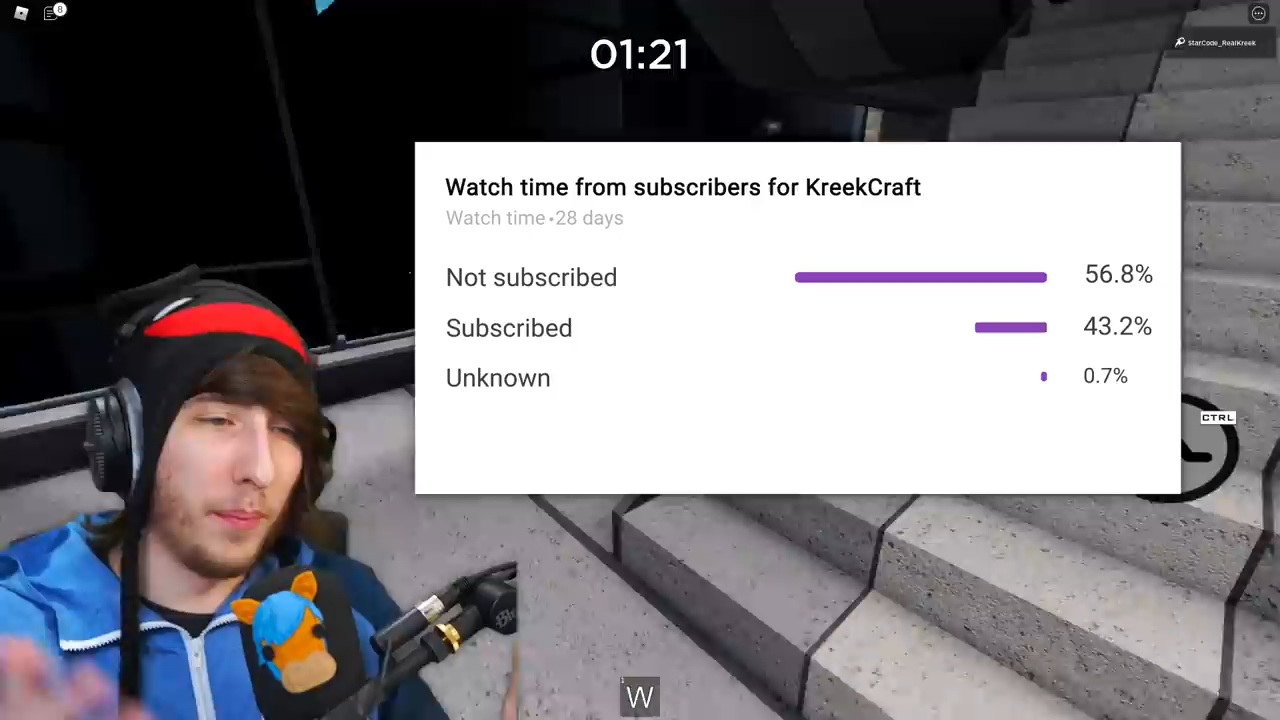 8
01:21
StarCode_RealKreek
Watch time from subscribers for KreekCraft
Watch time•28 days
Not subscribed 56.8%
Subscribed 43.2%
Unknown 0.7%
CTRL
W